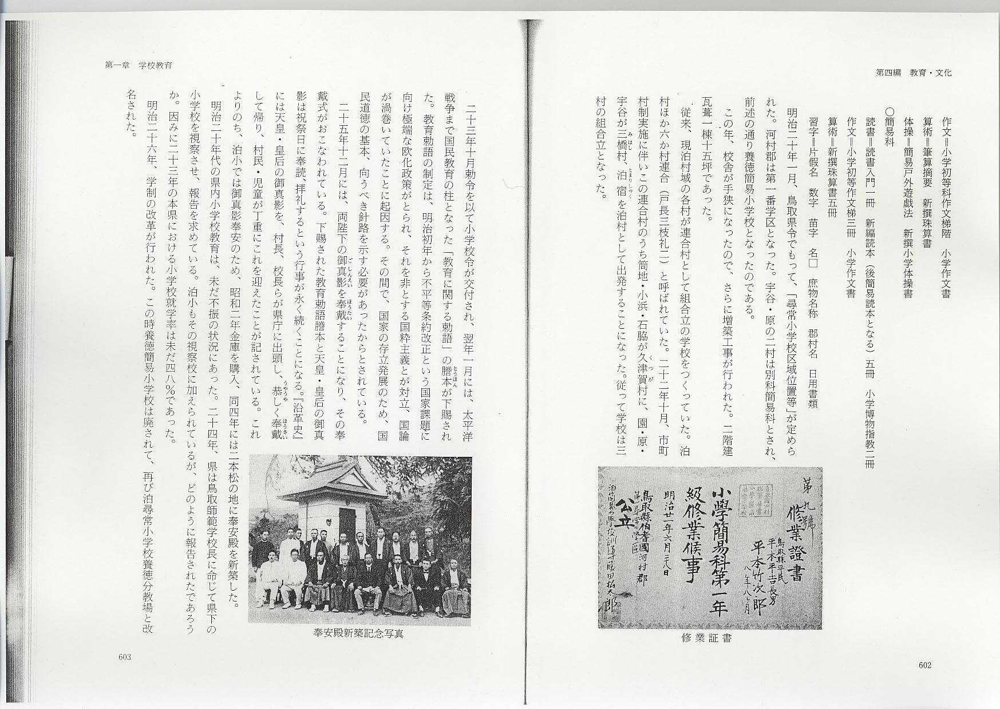 第四編　教育・文化
作文＝小学初等科作文梯階　小学作文書
算術＝筆算摘要　新撰珠算書
体操＝簡易戸外遊戯法　新撰小学体操書
〇簡易科
読書＝読書入門一冊　新編読本（後簡易読本となる）五冊　小学博物指教二冊
作文＝小学初等作文梯三冊　小学作文書
算術＝新撰珠算書五冊
習字＝片假名　数字　苗字　名□　庶物名称　郡村名　日用書類
明治二十年一月、鳥取県令でもって、「尋常小学校区域位置等」が定めら
れた。河村郡は第一番学区となった。宇谷・原の二村は別科簡易科とされ、
前述の通り養徳簡易小学校となったのである。
この年、校舎が手狭になったので、さらに増築工事が行われた。二階建
瓦葺一棟十五坪であった。
従来、現泊村域の各村が連合村として組合立の学校をつくっていた。泊
村ほか六か村連合（戸長三枝礼二）と呼ばれていた。二十二年十月、市町
村制実施に伴いこの連合村のうち筒地・小浜・石脇が久津賀村に、園・原・
宇谷が三橋村、泊宿を泊村として出発することになった。従って学校は三
村の組合立となった。
第九號
修業證書
鳥取縣平民
平本平吉長男
平本竹次郎
八年八ヶ月
小學簡易科第一年
級修業候事
明治廿一年六月三十八日
鳥取縣伯耆國河村郡
公立
修業証書
602
第一章　学校教育
二十三年十月勅令を以て小学校令が交付され、翌年一月には、太平洋
戦争まで国民教育の柱となった「教育に関する勅語」の謄本が下賜され
た。教育勅語の制定は、明治初年から不平等条約改正という国家課題に
向け極端な欧化政策がとられ、それを非とする国粋主義とが対立、国論
が渦巻いていたことに起因する。その間で、国家の存立発展のため、国
民道徳の基本、向うべき針路を示す必要があったからとされている。
二十五年十二月には、両陛下の御真影を奉戴することになり、その奉
戴式がおこなわれている。下賜された教育勅語謄本と天皇・皇后の御真
影は祝祭日に奉読、拝礼するという行事が永く続くことになる。『沿革史』
には天皇・皇后の御真影を、村長、校長らが県庁に出頭し、恭しく奉戴
して帰り、村民・児童が丁重にこれを迎えたことが記されている。これ
よりのち、泊小では御真影奉安のため、昭和二年金庫を購入、同四年には二本松の地に奉安殿を新築した。
明治二十年代の県内小学校教育は、未だ不振の状況にあった。二十四年、県は鳥取師範学校長に命じて県下の
小学校を視察させ、報告を求めている。泊小もその視察校に加えられているが、どのように報告されたであろう
か。因みに二十三年の本県における小学校就学率は未だ四八％であった。
明治二十六年、学制の改革が行われた。この時養徳簡易小学校は廃されて、再び泊尋常小学校養徳分教場と改
名された。
奉安殿新築記念写真
603